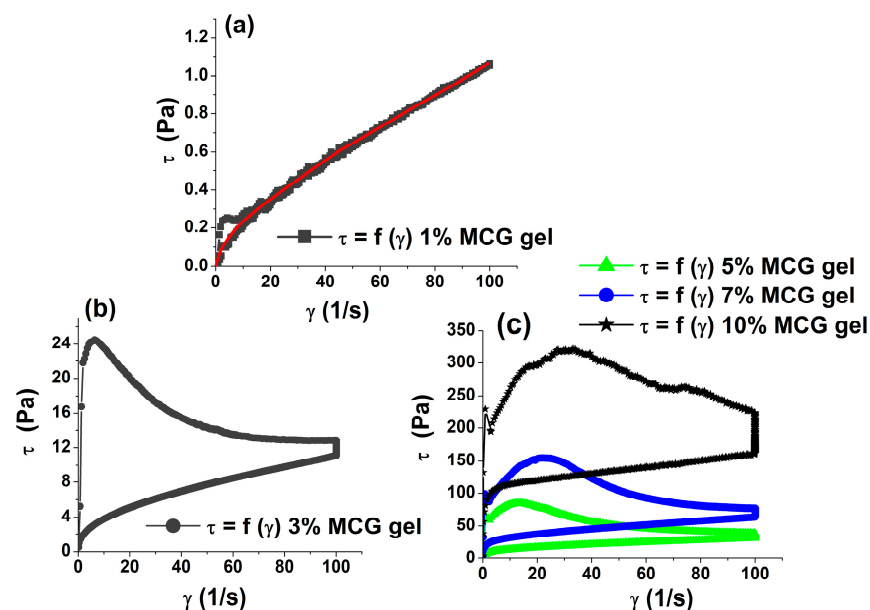 (a)
1.2
1.0
0.8
0.6
0.4
0.2
0.0
τ (Pa)
τ = f (γ) 1% MCG gel
0 20 40 60 80 100
γ (1/s)
(b)
24
20
16
12
8
4
0
τ (Pa)
τ = f (γ) 3% MCG gel
0 20 40 60 80 100
γ (1/s)
τ = f (γ) 5% MCG gel
τ = f (γ) 7% MCG gel
τ = f (γ) 10% MCG gel
(c)
350
300
250
200
150
100
50
0
τ (Pa)
0 20 40 60 80 100
γ (1/s)